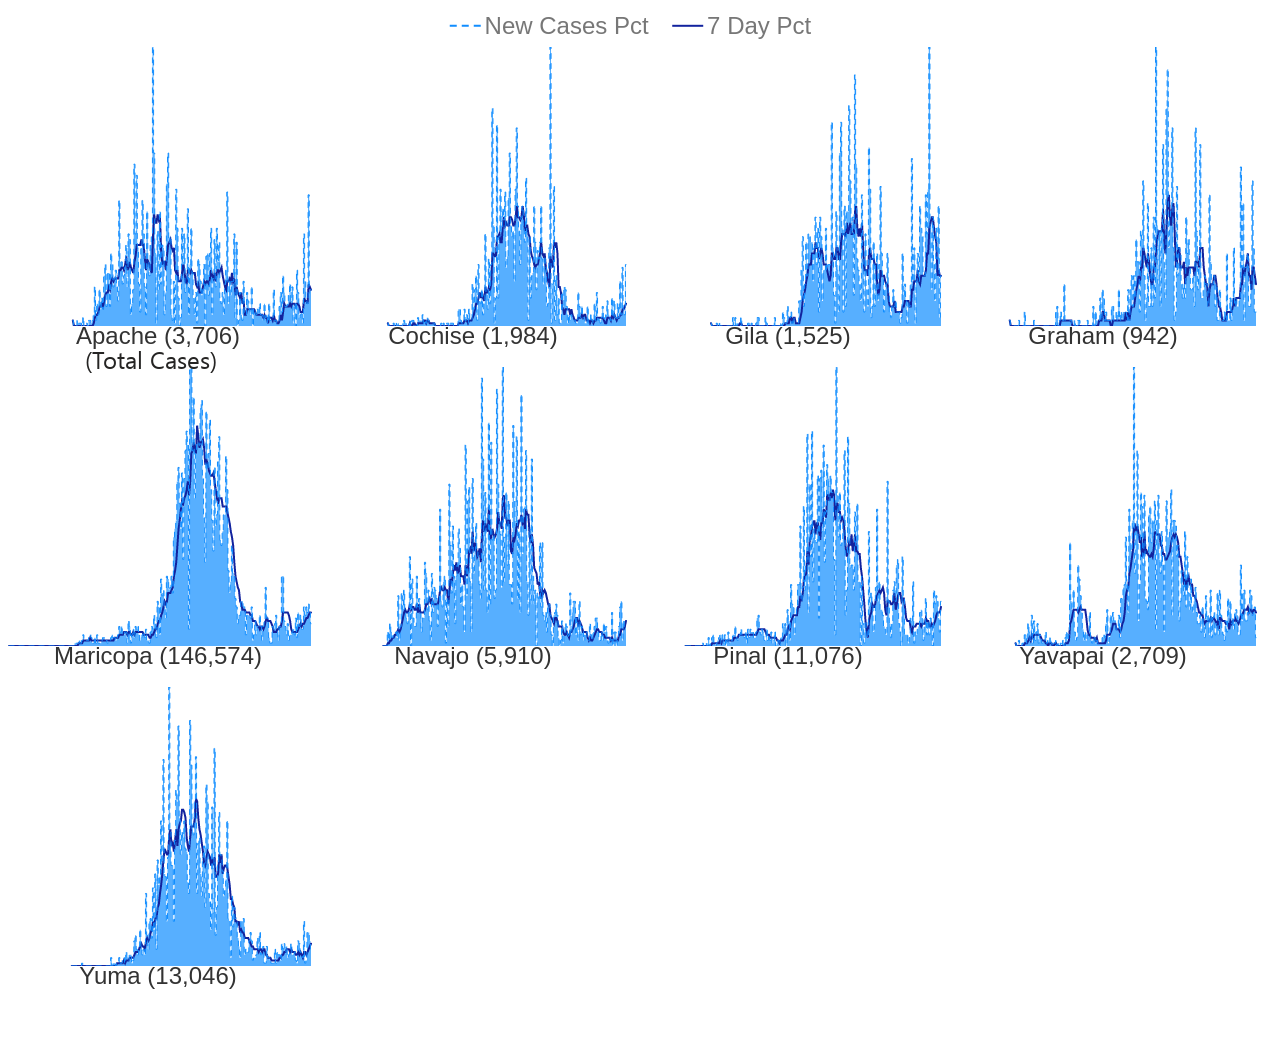 New Cases Pct 7 Day Pct
Apache (3,706) Cochise (1,984) Gila (1,525) Graham (942)
(Total Cases)
Maricopa (146,574) Navajo (5,910) Pinal (11,076) Yavapai (2,709)
Yuma (13,046)